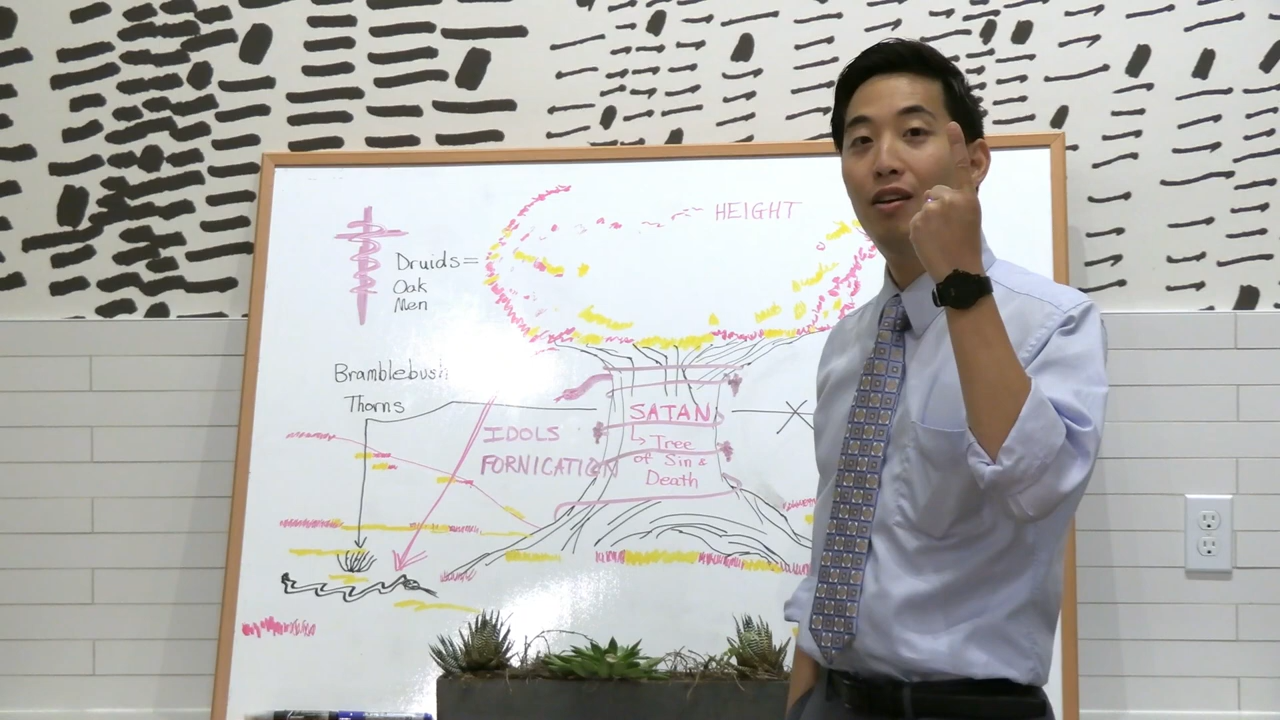 HEIGHT
Druids=
Oak
Men
Bramblebush
Thorns
SATAN
Tree
of Sin &
Death
IDOLS
FORNICATION